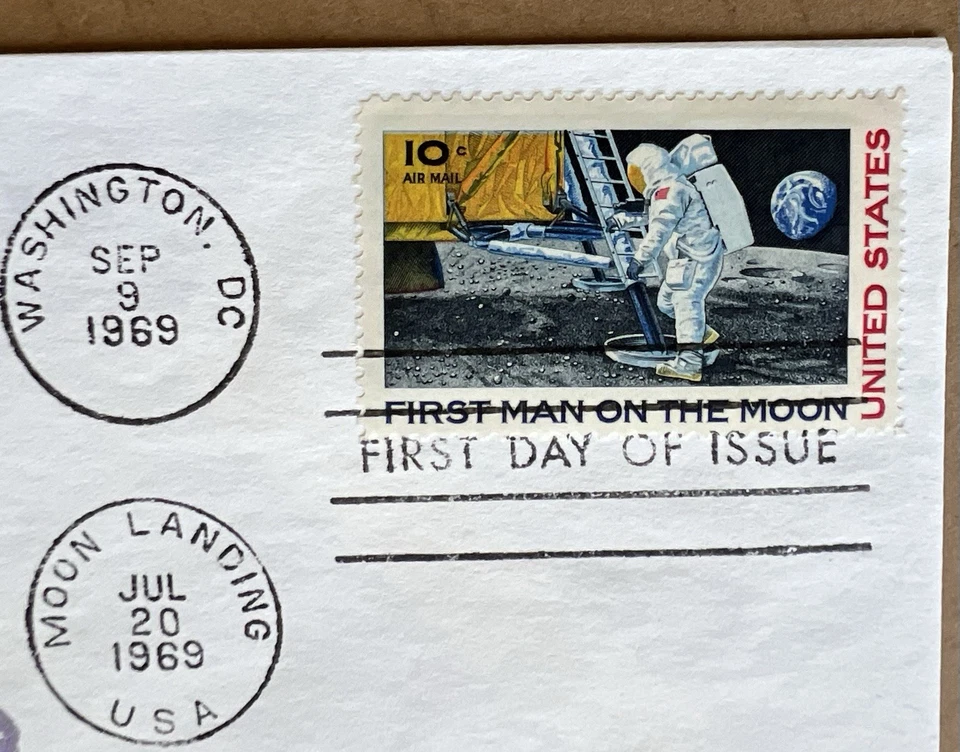 WASHINGTON. DC
SEP
9
1969
10c
AIR MAIL
UNITED STATES
FIRST MAN ON THE MOON
FIRST DAY OF ISSUE
MOON LANDING
JUL
20
1969
USA